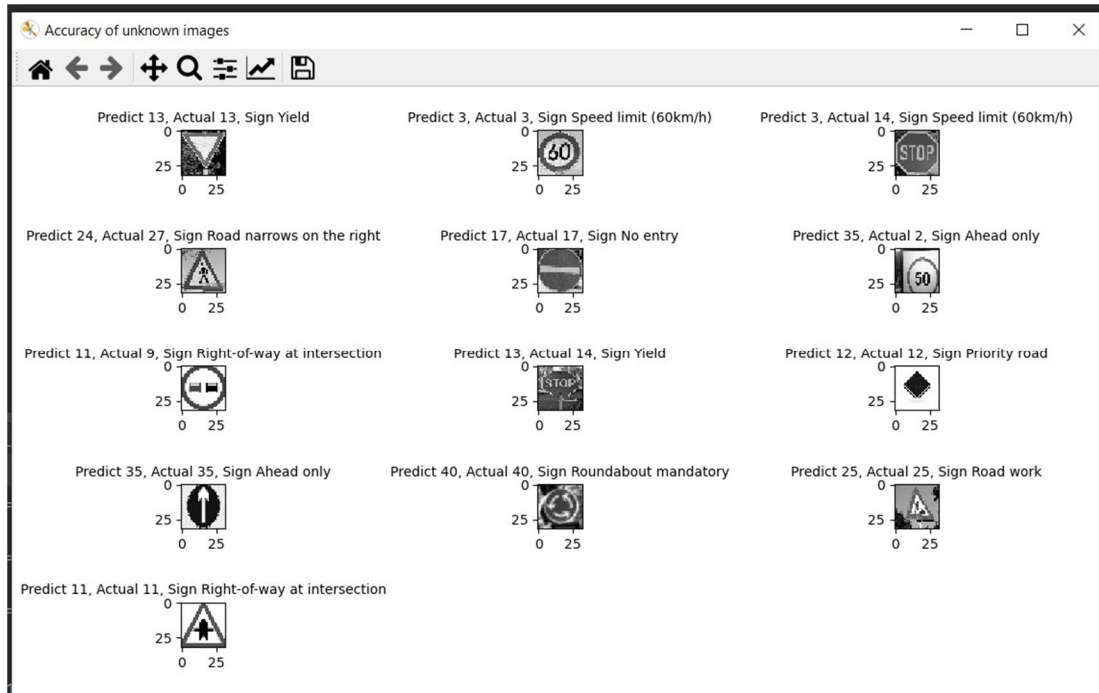 Accuracy of unknown images
Predict 13, Actual 13, Sign Yield
0
25
0 25
Predict 3, Actual 3, Sign Speed limit (60km/h)
0
60
25
0 25
Predict 3, Actual 14, Sign Speed limit (60km/h)
0
STOP
25
0 25
Predict 24, Actual 27, Sign Road narrows on the right
0
25
0 25
Predict 17, Actual 17, Sign No entry
0
25
0 25
Predict 35, Actual 2, Sign Ahead only
0
50
25
0 25
Predict 11, Actual 9, Sign Right-of-way at intersection
0
25
0 25
Predict 13, Actual 14, Sign Yield
0
STOP
25
0 25
Predict 12, Actual 12, Sign Priority road
0
25
0 25
Predict 35, Actual 35, Sign Ahead only
0
25
0 25
Predict 40, Actual 40, Sign Roundabout mandatory
0
25
0 25
Predict 25, Actual 25, Sign Road work
0
25
0 25
Predict 11, Actual 11, Sign Right-of-way at intersection
0
25
0 25